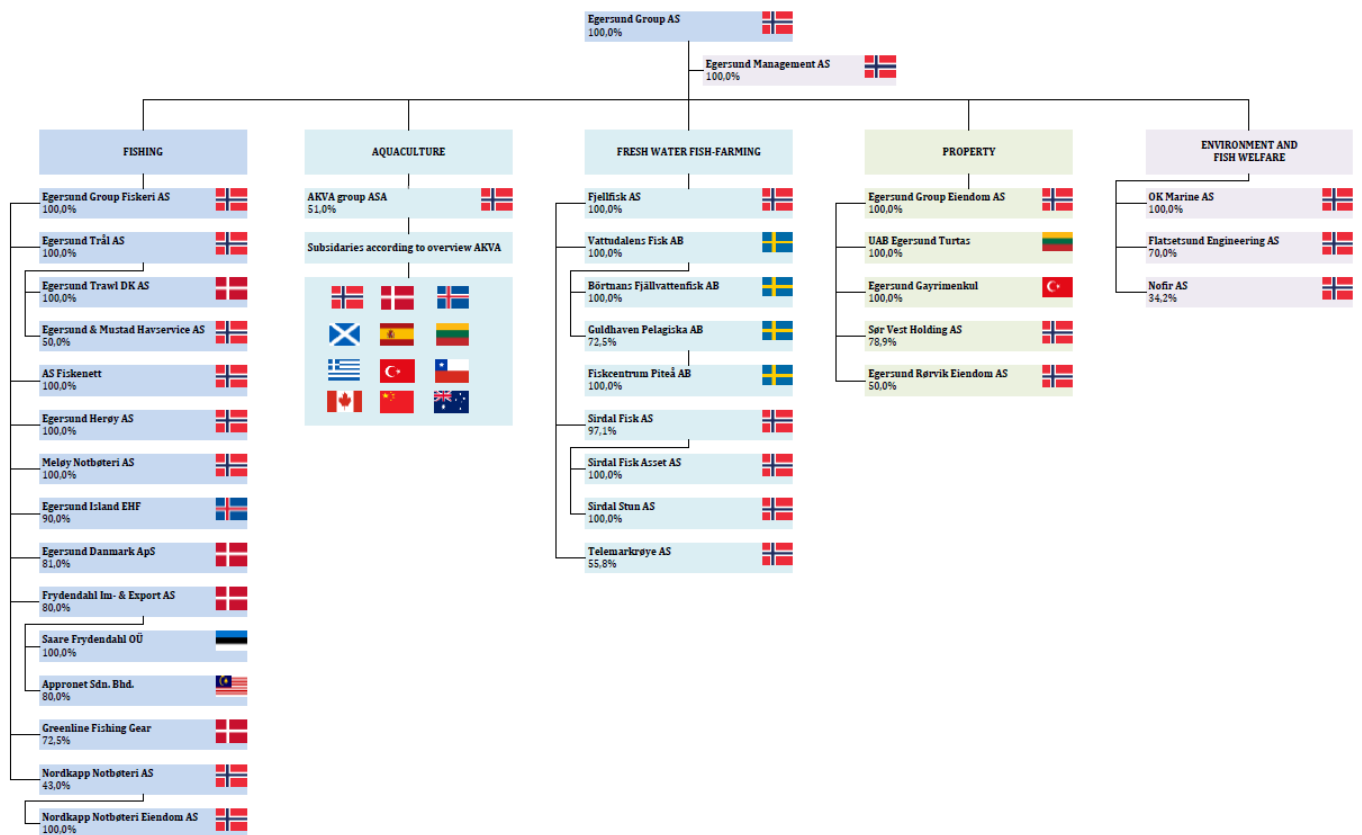 Egersund Group AS
100,0%
Egersund Management AS
100,0%
FISHING
Egersund Group Fiskeri AS
100,0%
Egersund Trål AS
100,0%
Egersund Trawl DK AS
100,0%
Egersund & Mustad Havservice AS
50,0%
AS Fiskenett
100,0%
Egersund Herøy AS
100,0%
Meløy Notbøteri AS
100,0%
Egersund Island EHF
90,0%
Egersund Danmark ApS
81,0%
Frydendahl Im- & Export AS
80,0%
Saare Frydendahl OÜ
100,0%
Appronet Sdn. Bhd.
80,0%
Greenline Fishing Gear
72,5%
Nordkapp Notbøteri AS
43,0%
Nordkapp Notbøteri Eiendom AS
100,0%
AQUACULTURE
AKVA group ASA
51,0%
Subsidaries according to overview AKVA
FRESH WATER FISH-FARMING
Fjellfisk AS
100,0%
Vattudalens Fisk AB
100,0%
Börtnans Fjällvattenfisk AB
100,0%
Guldhaven Pelagiska AB
72,5%
Fiskcentrum Piteå AB
100,0%
Sirdal Fisk AS
97,1%
Sirdal Fisk Asset AS
100,0%
Sirdal Stun AS
100,0%
Telemarkrøye AS
55,8%
PROPERTY
Egersund Group Eiendom AS
100,0%
UAB Egersund Turtas
100,0%
Egersund Gayrimenkul
100,0%
Sør Vest Holding AS
78,9%
Egersund Rørvik Eiendom AS
50,0%
ENVIRONMENT AND
FISH WELFARE
OK Marine AS
100,0%
Flatsetsund Engineering AS
70,0%
Nofir AS
34,2%